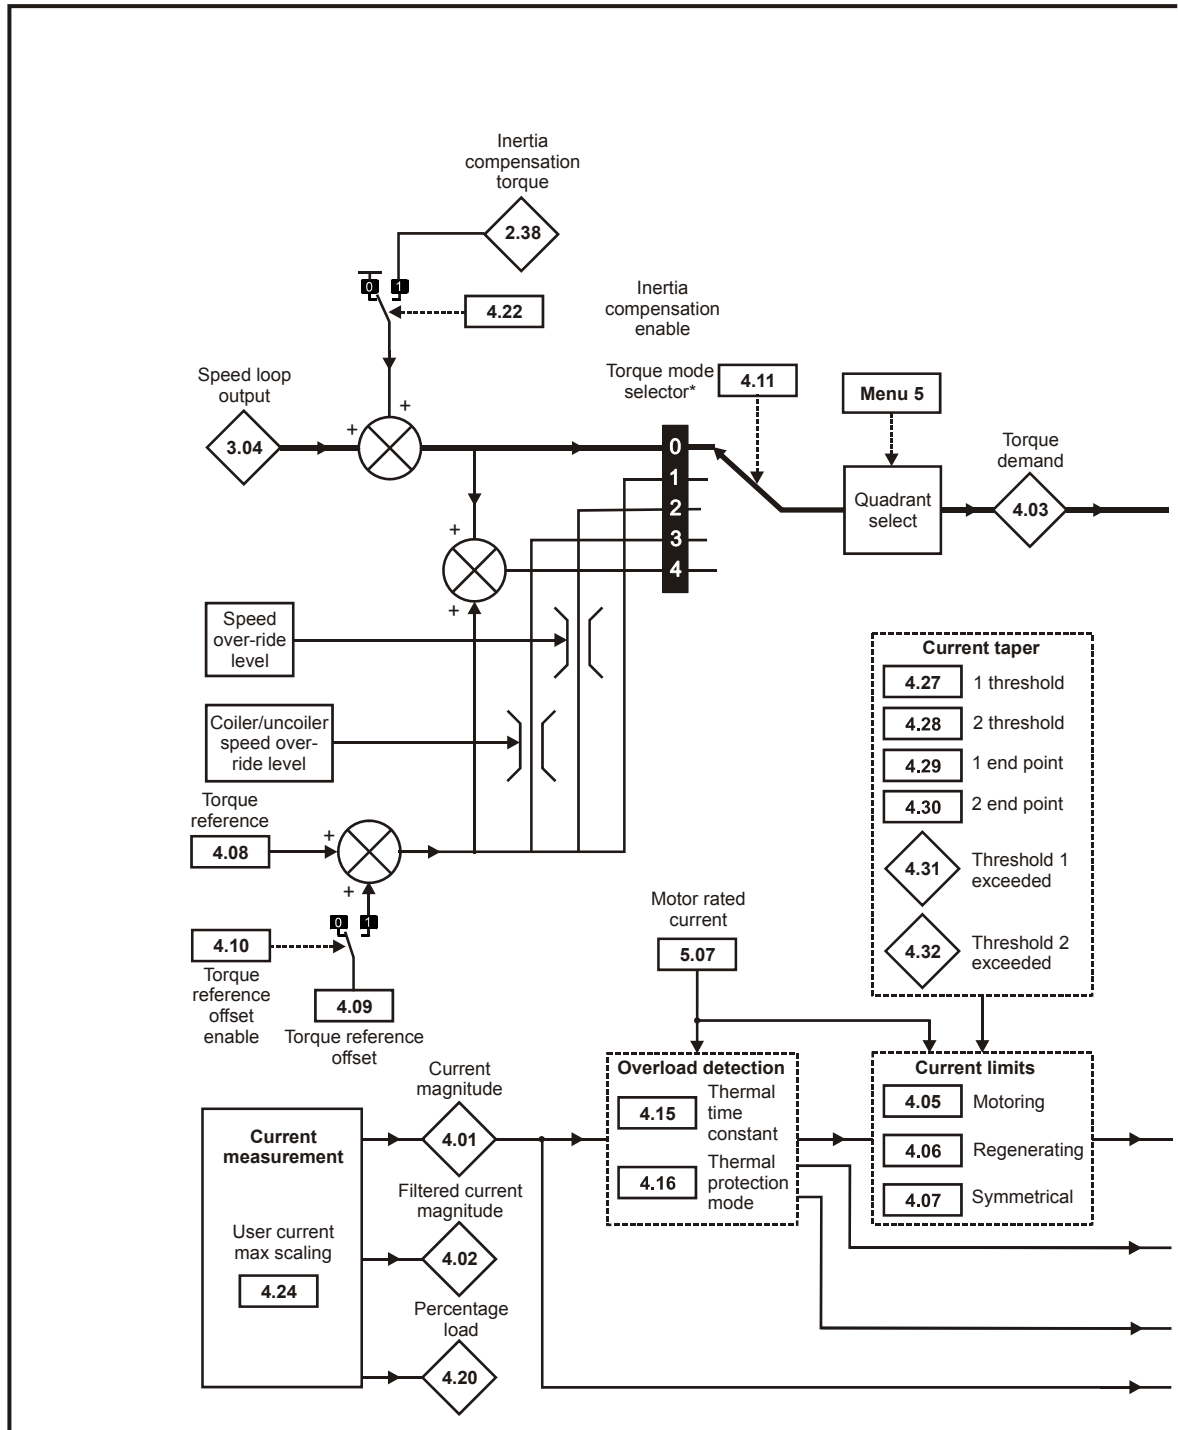 Inertia
compensation
torque
2.38
0 1
4.22
Inertia
compensation
enable
Torque mode
selector*
4.11
Menu 5
Speed loop
output
3.04
+
+
0
1
2
3
4
Quadrant
select
Torque
demand
4.03
+
+
Speed
over-ride
level
Coiler/uncoiler
speed over-
ride level
Torque
reference
4.08
+
+
0 1
4.10
Torque
reference
offset
enable
4.09
Torque reference
offset
Current taper
4.27 1 threshold
4.28 2 threshold
4.29 1 end point
4.30 2 end point
4.31 Threshold 1
exceeded
4.32 Threshold 2
exceeded
Motor rated
current
5.07
Current
measurement
User current
max scaling
4.24
Current
magnitude
4.01
Filtered current
magnitude
4.02
Percentage
load
4.20
Overload detection
4.15 Thermal
time
constant
4.16 Thermal
protection
mode
Current limits
4.05 Motoring
4.06 Regenerating
4.07 Symmetrical